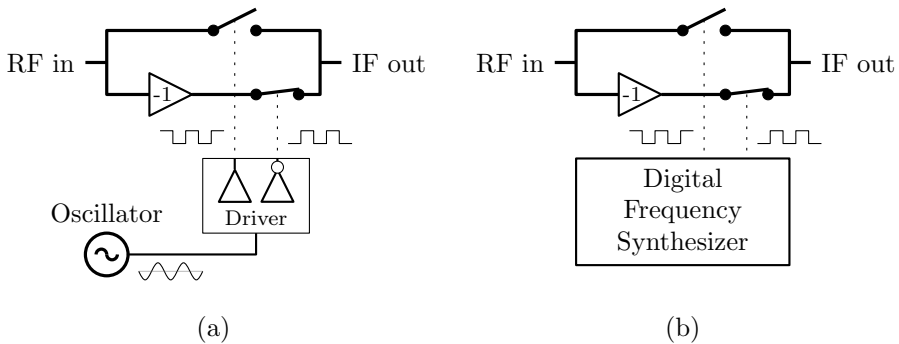 RF in
IF out
-1
Driver
Oscillator
(a)
RF in
IF out
-1
Digital
Frequency
Synthesizer
(b)